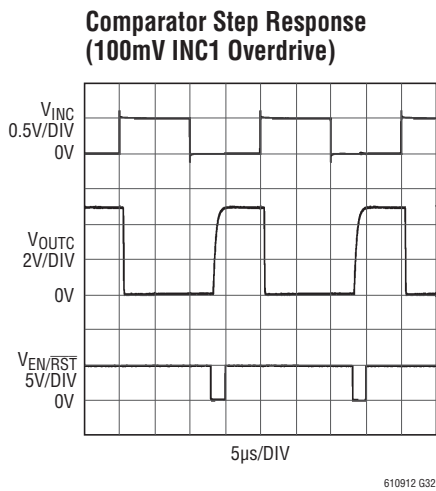 Comparator Step Response
(100mV INC1 Overdrive)
VINC
0.5V/DIV
0V
VOUTC
2V/DIV
0V
VEN/R̅S̅T̅
5V/DIV
0V
5µs/DIV
610912 G32